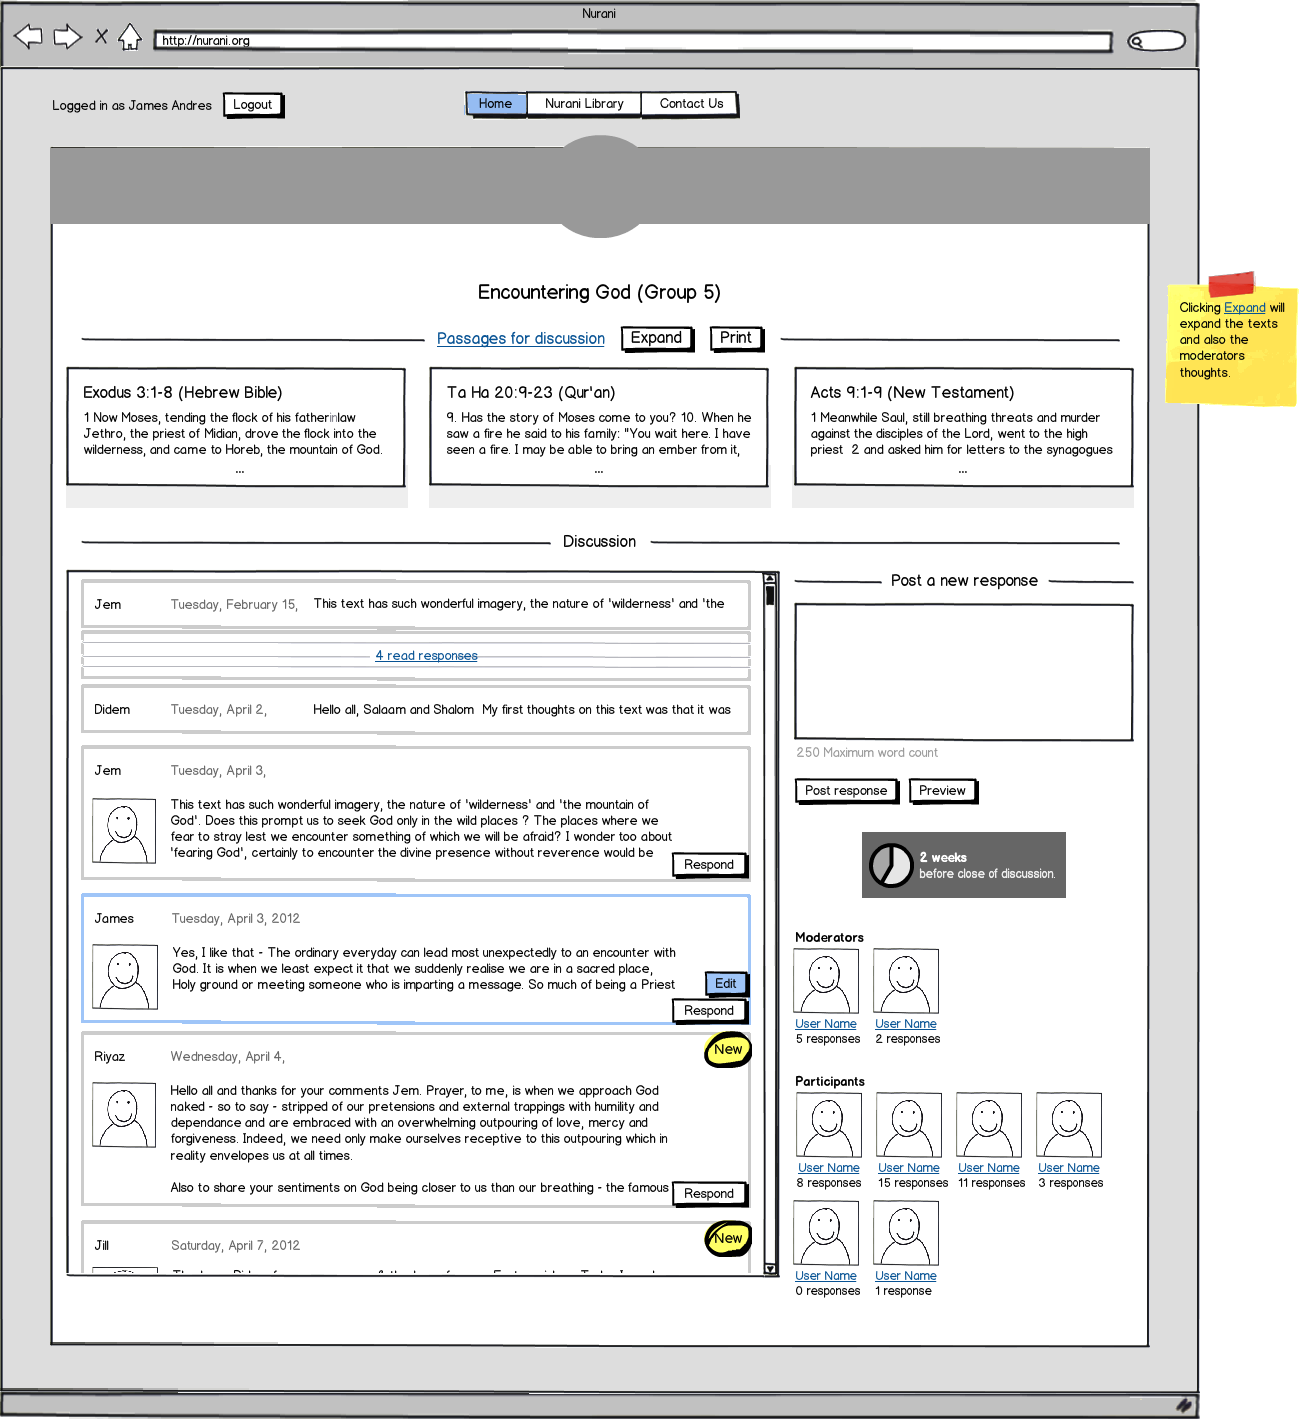 Nurani
http://nurani.org
Logged in as James Andres
Logout
Home
Nurani Library
Contact Us
Encountering God (Group 5)
Passages for discussion
Expand
Print
Clicking Expand will
expand the texts
and also the
moderators
thoughts.
Exodus 3:1-8 (Hebrew Bible)
1 Now Moses, tending the flock of his fatherinlaw
Jethro, the priest of Midian, drove the flock into the
wilderness, and came to Horeb, the mountain of God.
...
Ta Ha 20:9-23 (Qur'an)
9. Has the story of Moses come to you? 10. When he
saw a fire he said to his family: "You wait here. I have
seen a fire. I may be able to bring an ember from it,
...
Acts 9:1-9 (New Testament)
1 Meanwhile Saul, still breathing threats and murder
against the disciples of the Lord, went to the high
priest 2 and asked him for letters to the synagogues
...
Discussion
Jem
Tuesday, February 15,
This text has such wonderful imagery, the nature of 'wilderness' and 'the
4 read responses
Didem
Tuesday, April 2,
Hello all, Salaam and Shalom My first thoughts on this text was that it was
Jem
Tuesday, April 3,
This text has such wonderful imagery, the nature of 'wilderness' and 'the mountain of
God'. Does this prompt us to seek God only in the wild places ? The places where we
fear to stray lest we encounter something of which we will be afraid? I wonder too about
'fearing God', certainly to encounter the divine presence without reverence would be
Respond
James
Tuesday, April 3, 2012
Yes, I like that - The ordinary everyday can lead most unexpectedly to an encounter with
God. It is when we least expect it that we suddenly realise we are in a sacred place,
Holy ground or meeting someone who is imparting a message. So much of being a Priest
Edit
Respond
Riyaz
Wednesday, April 4,
New
Hello all and thanks for your comments Jem. Prayer, to me, is when we approach God
naked - so to say - stripped of our pretensions and external trappings with humility and
dependance and are embraced with an overwhelming outpouring of love, mercy and
forgiveness. Indeed, we need only make ourselves receptive to this outpouring which in
reality envelopes us at all times.
Also to share your sentiments on God being closer to us than our breathing - the famous
Respond
Jill
Saturday, April 7, 2012
New
Post a new response
250 Maximum word count
Post response
Preview
2 weeks
before close of discussion.
Moderators
User Name
5 responses
User Name
2 responses
Participants
User Name
8 responses
User Name
15 responses
User Name
11 responses
User Name
3 responses
User Name
0 responses
User Name
1 response